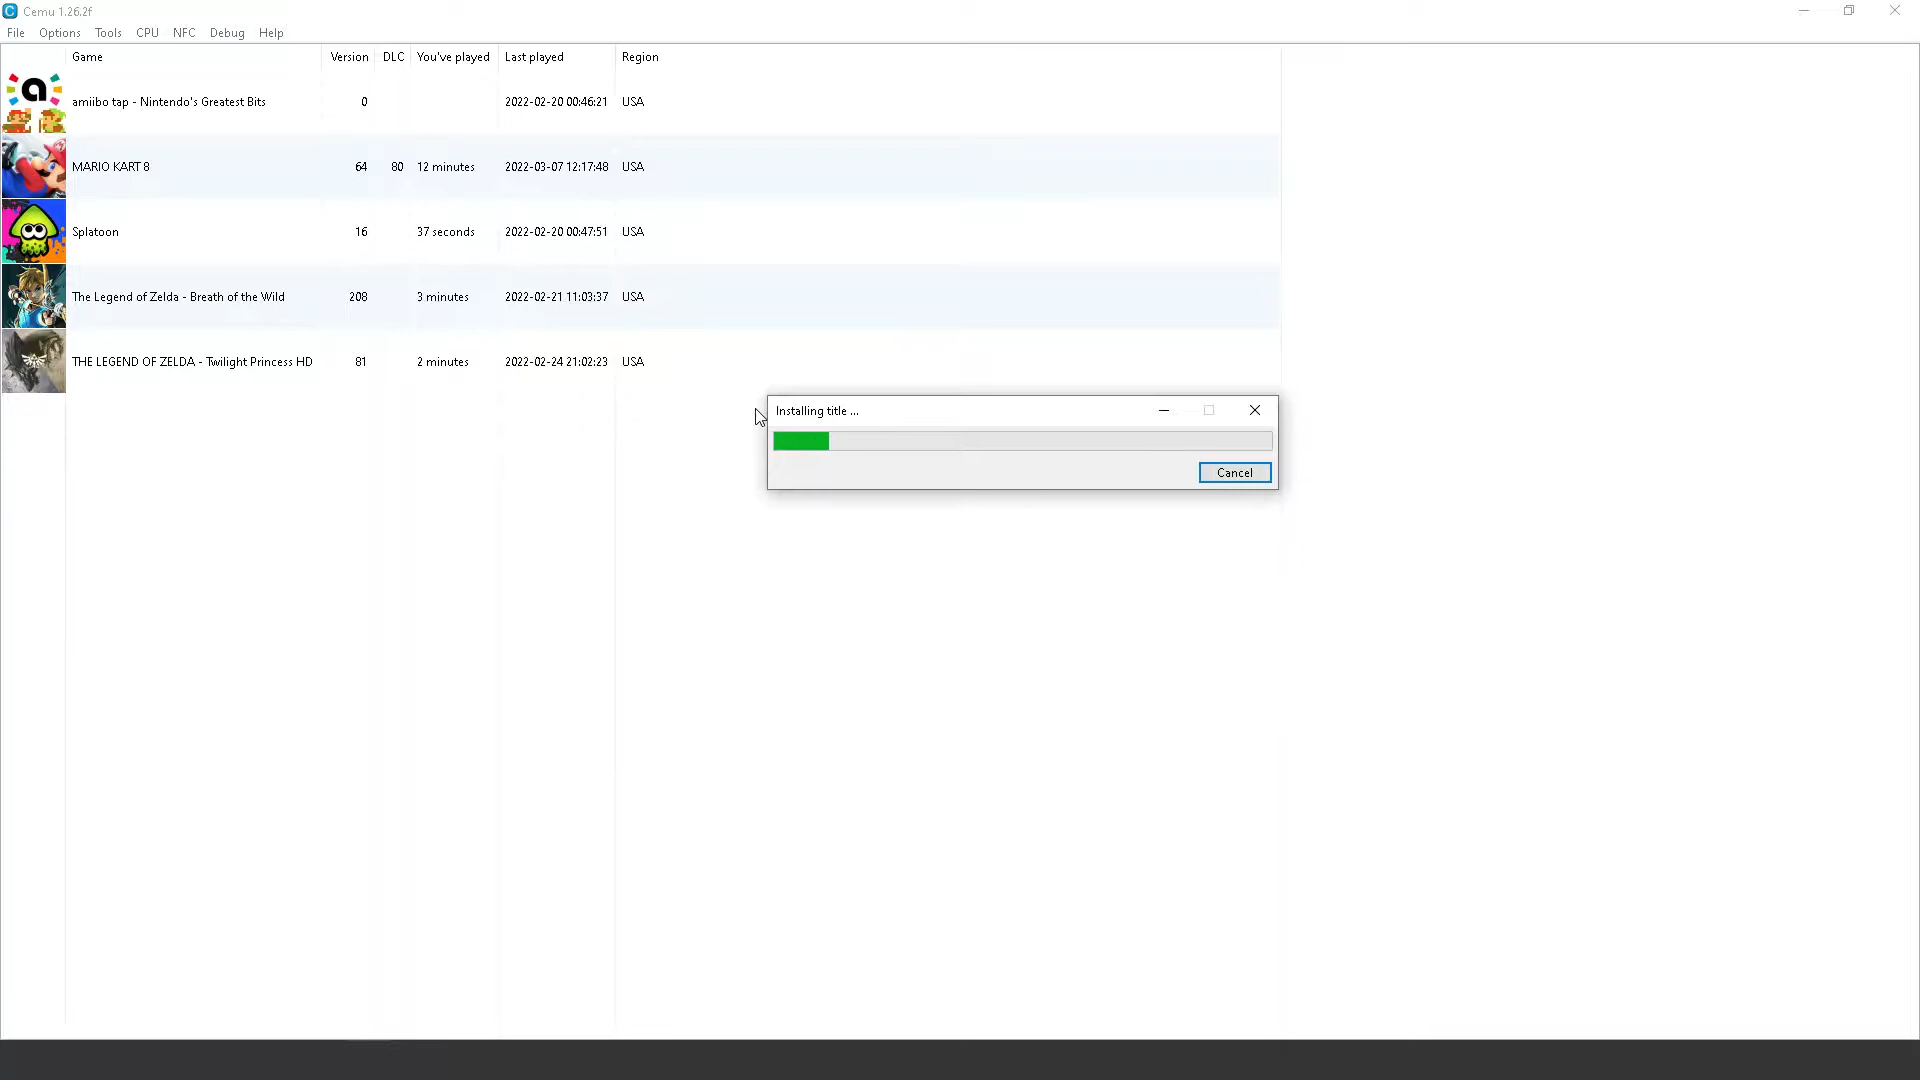 Cemu 1.26.2f
File Options Tools CPU NFC Debug Help
Game Version DLC You've played Last played Region
amiibo tap - Nintendo's Greatest Bits 0 2022-02-20 00:46:21 USA
MARIO KART 8 64 80 12 minutes 2022-03-07 12:17:48 USA
Splatoon 16 37 seconds 2022-02-20 00:47:51 USA
The Legend of Zelda - Breath of the Wild 208 3 minutes 2022-02-21 11:03:37 USA
THE LEGEND OF ZELDA - Twilight Princess HD 81 2 minutes 2022-02-24 21:02:23 USA
Installing title ...
Cancel